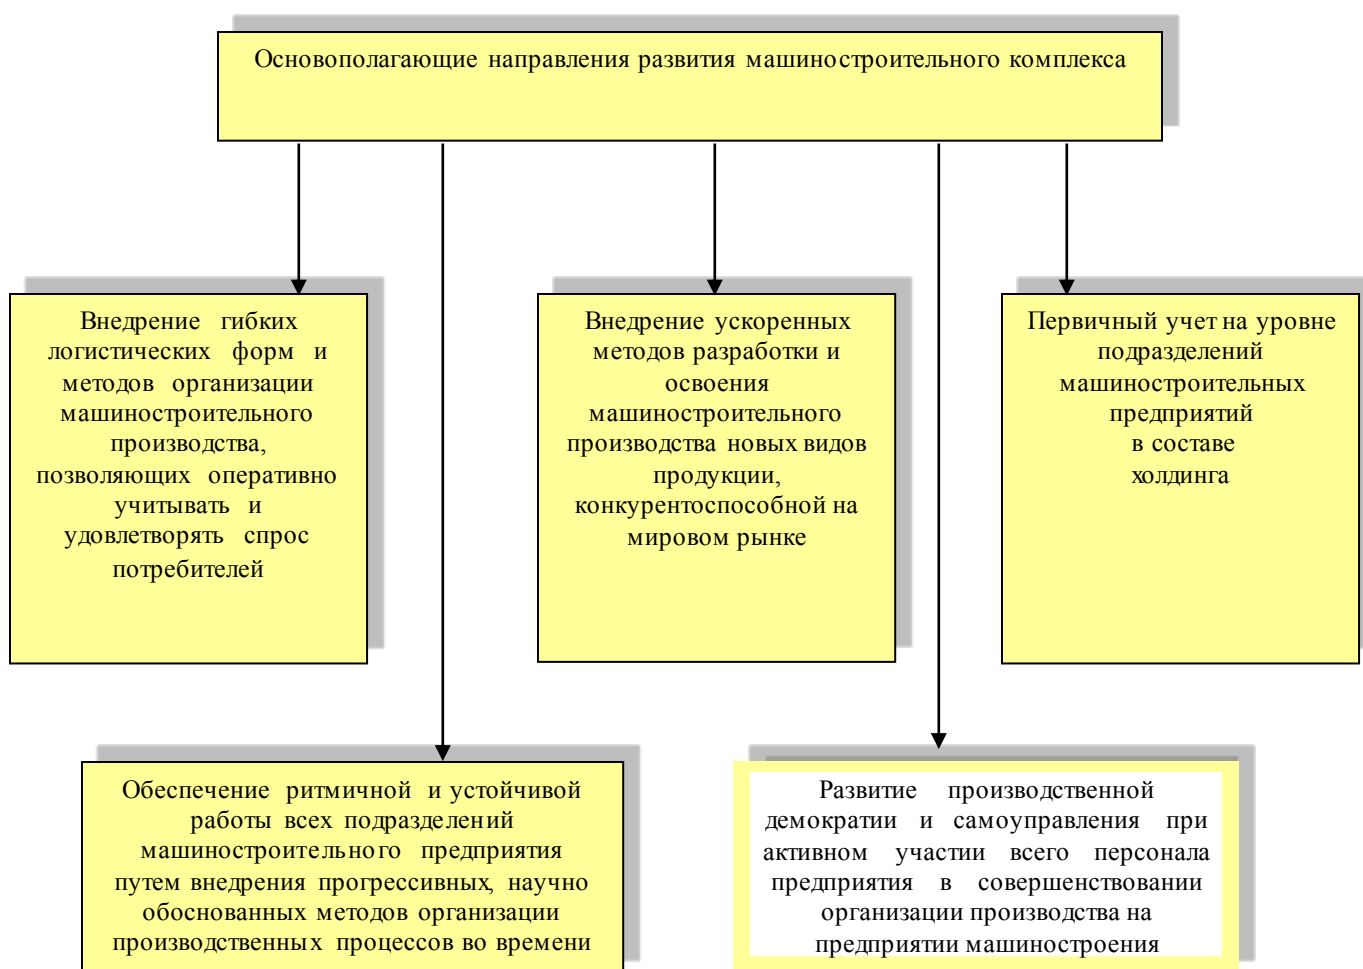 Основополагающие направления развития машиностроительного комплекса
Внедрение гибких
логистических форм и
методов организации
машиностроительного
производства,
позволяющих оперативно
учитывать и
удовлетворять спрос
потребителей
Внедрение ускоренных
методов разработки и
освоения
машиностроительного
производства новых видов
продукции,
конкурентоспособной на
мировом рынке
Первичный учет на уровне
подразделений
машиностроительных
предприятий
в составе
холдинга
Обеспечение ритмичной и устойчивой
работы всех подразделений
машиностроительного предприятия
путем внедрения прогрессивных, научно
обоснованных методов организации
производственных процессов во времени
Развитие производственной
демократии и самоуправления при
активном участии всего персонала
предприятия в совершенствовании
организации производства на
предприятии машиностроения